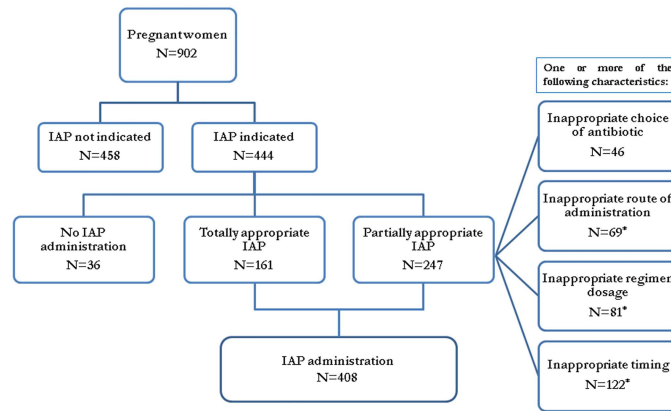 Pregnant women
N=902
One or more of the
following characteristics:
IAP not indicated
N=458
IAP indicated
N=444
Inappropriate choice
of antibiotic
N=46
No IAP
administration
N=36
Totally appropriate
IAP
N=161
Partially appropriate
IAP
N=247
Inappropriate route of
administration
N=69*
Inappropriate regimen
dosage
N=81*
IAP administration
N=408
Inappropriate timing
N=122*